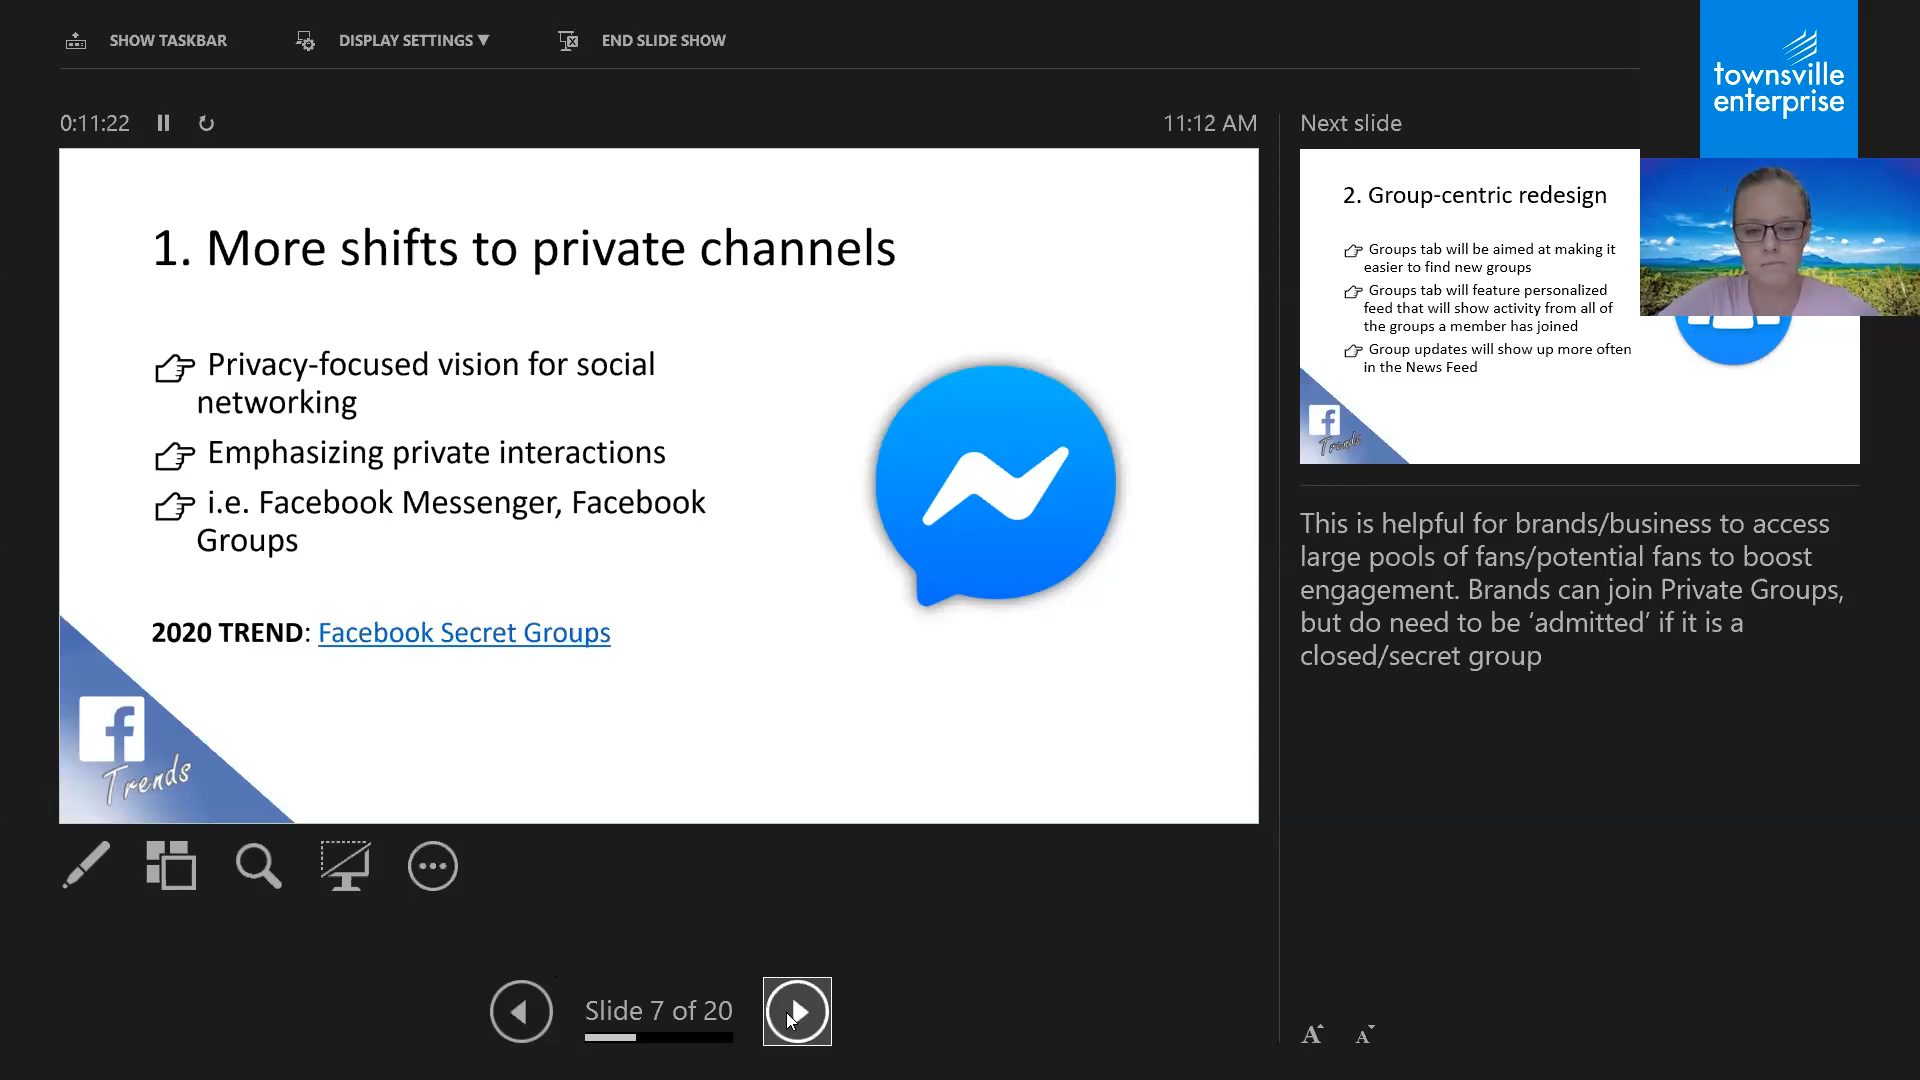 SHOW TASKBAR
DISPLAY SETTINGS ▼
END SLIDE SHOW
townsville
enterprise
0:11:22
11:12 AM
Next slide
1. More shifts to private channels
Privacy-focused vision for social
networking
Emphasizing private interactions
i.e. Facebook Messenger, Facebook
Groups
2020 TREND: Facebook Secret Groups
f
Trends
2. Group-centric redesign
Groups tab will be aimed at making it
easier to find new groups
Groups tab will feature personalized
feed that will show activity from all of
the groups a member has joined
Group updates will show up more often
in the News Feed
f
Trends
This is helpful for brands/business to access
large pools of fans/potential fans to boost
engagement. Brands can join Private Groups,
but do need to be ‘admitted’ if it is a
closed/secret group
Slide 7 of 20
A A